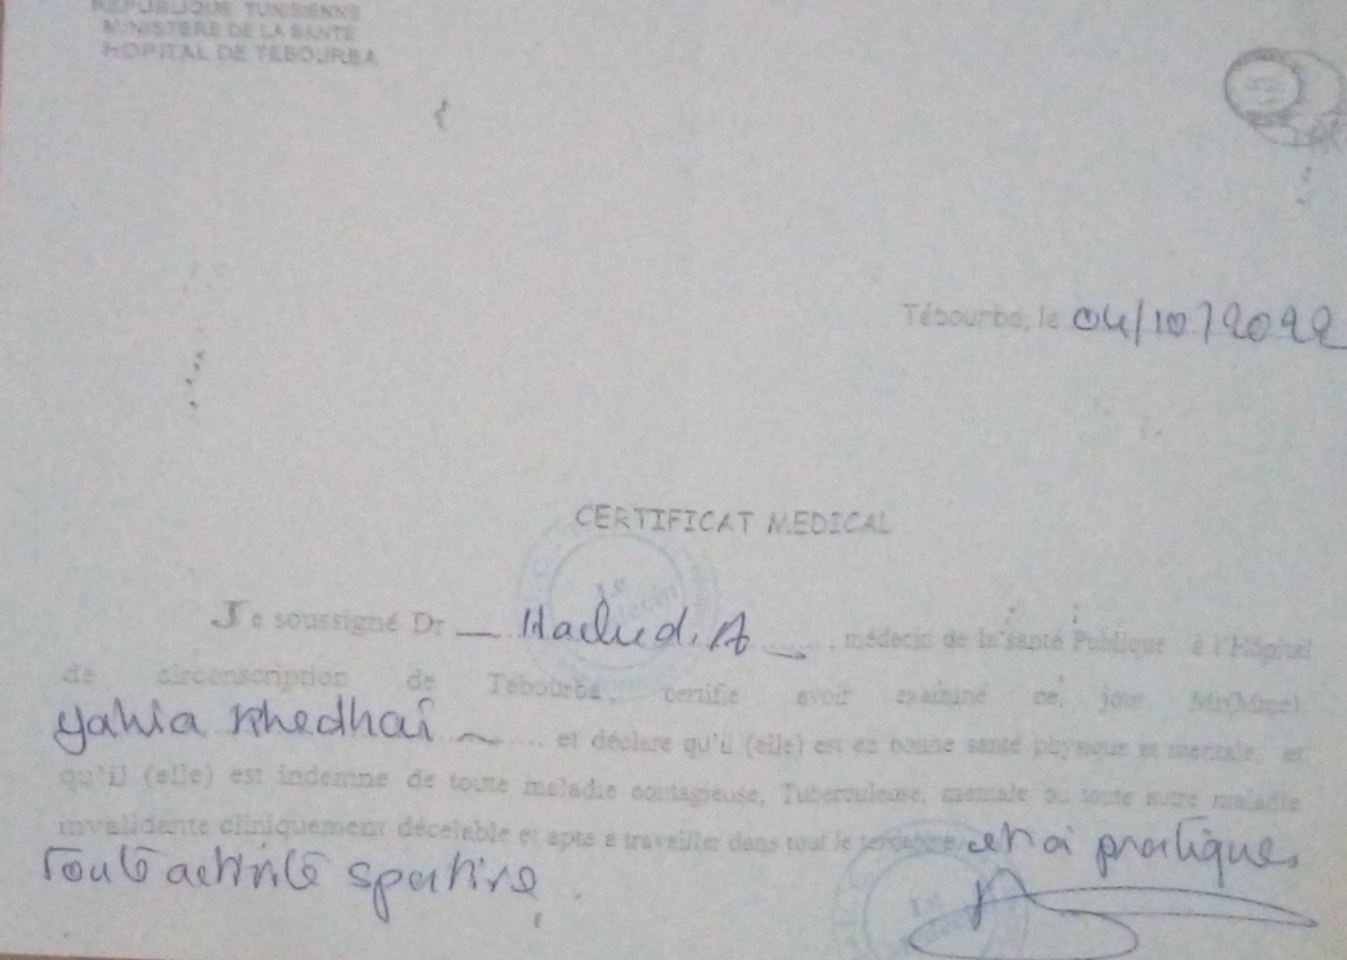 REPUBLIQUE TUNISIENNE
MINISTERE DE LA SANTE
HOPITAL DE TEBOURBA
Tébourba, le 04/10/2022
CERTIFICAT MEDICAL
Je soussigné Dr , médecin de la santé Publique à l'Hôpital
de circonscription de Tébourba, certifie avoir examiné ce jour Mr(Mme)
yahia Khedhaî et déclare qu'il (elle) est en bonne santé physique et mentale, et
qu'il (elle) est indemne de toute maladie contagieuse, Tuberculeuse, mentale ou toute autre maladie
invalidante cliniquement décelable et apte à travailler dans tout le territoire et à pratiquer
toute activité sportive
Le